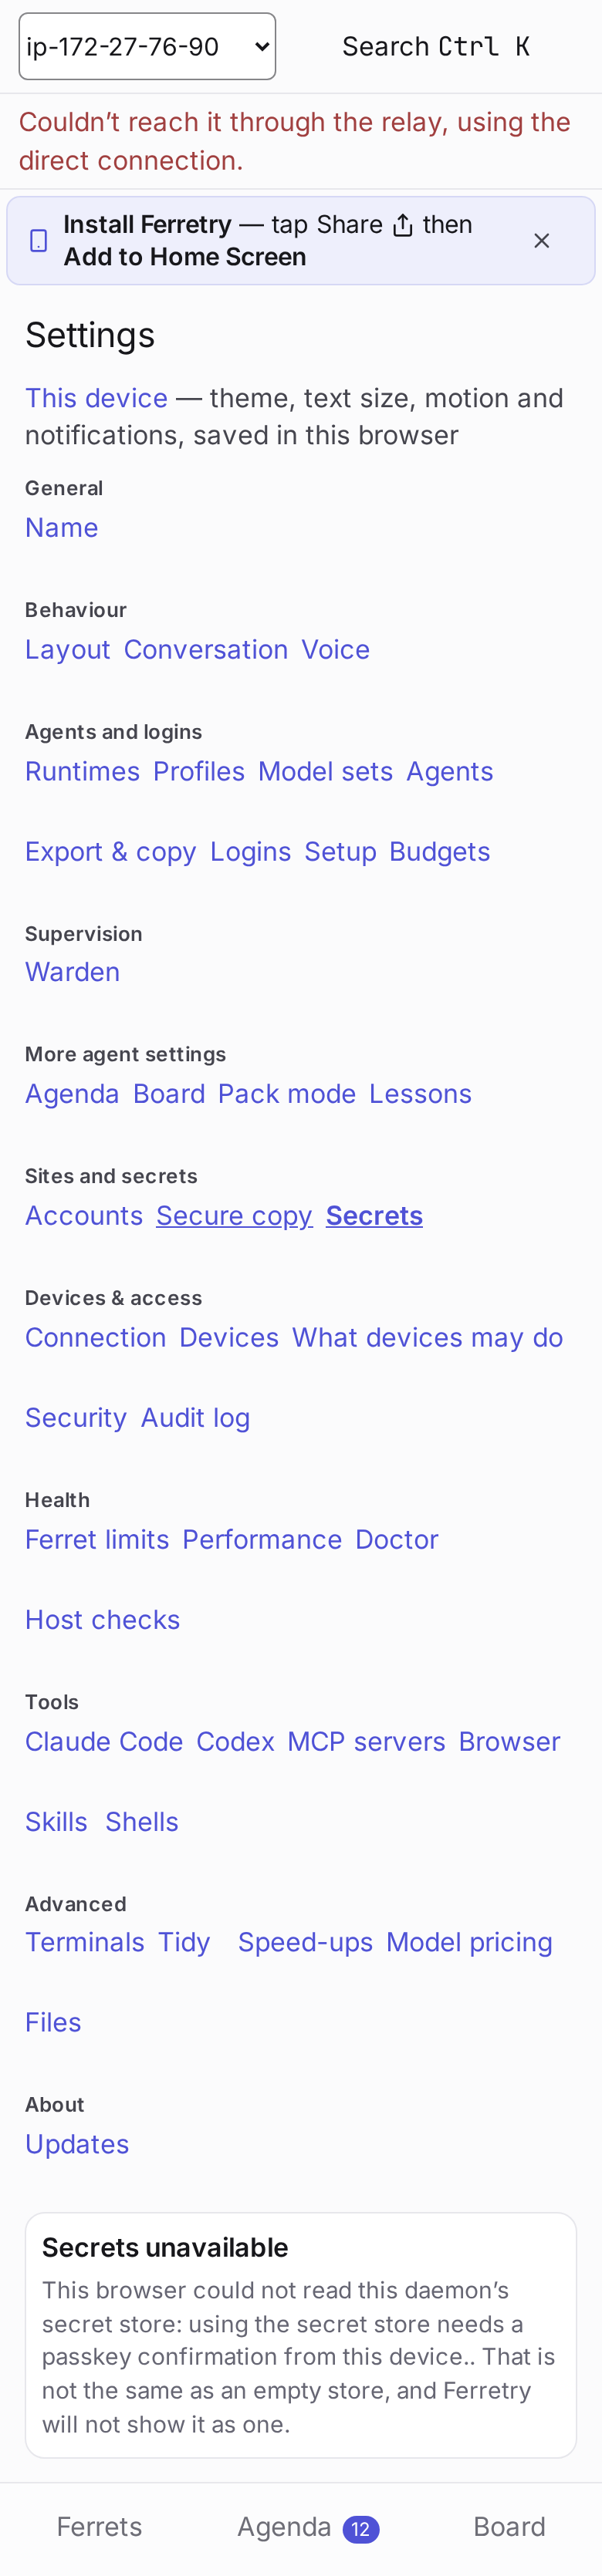 ip-172-27-76-90
Search Ctrl K
Couldn’t reach it through the relay, using the
direct connection.
Install Ferretry — tap Share then
Add to Home Screen
Settings
This device — theme, text size, motion and
notifications, saved in this browser
General
Name
Behaviour
Layout Conversation Voice
Agents and logins
Runtimes Profiles Model sets Agents
Export & copy Logins Setup Budgets
Supervision
Warden
More agent settings
Agenda Board Pack mode Lessons
Sites and secrets
Accounts Secure copy Secrets
Devices & access
Connection Devices What devices may do
Security Audit log
Health
Ferret limits Performance Doctor
Host checks
Tools
Claude Code Codex MCP servers Browser
Skills Shells
Advanced
Terminals Tidy Speed-ups Model pricing
Files
About
Updates
Secrets unavailable
This browser could not read this daemon’s
secret store: using the secret store needs a
passkey confirmation from this device.. That is
not the same as an empty store, and Ferretry
will not show it as one.
Ferrets Agenda 12 Board